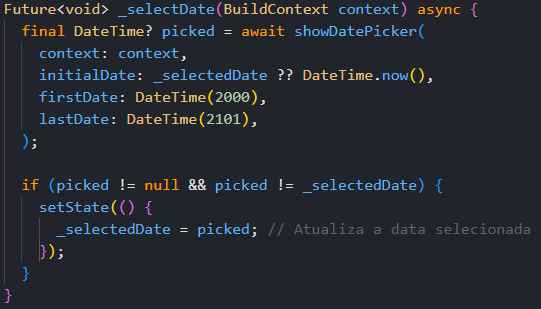 Future<void> _selectDate(BuildContext context) async {
  final DateTime? picked = await showDatePicker(
    context: context,
    initialDate: _selectedDate ?? DateTime.now(),
    firstDate: DateTime(2000),
    lastDate: DateTime(2101),
  );

  if (picked != null && picked != _selectedDate) {
    setState(() {
      _selectedDate = picked; // Atualiza a data selecionada
    });
  }
}